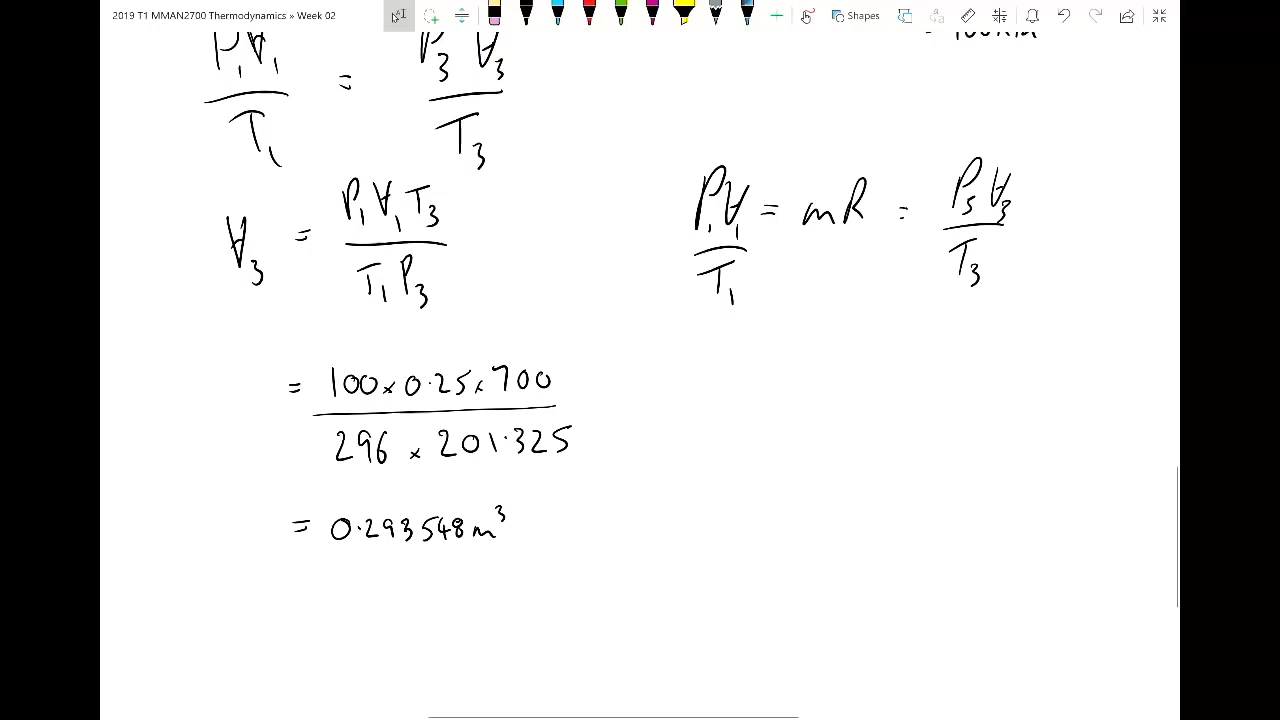 2019 T1 MMAN2700 Thermodynamics » Week 02
Shapes
P₁V₁ / T₁ = P₃V₃ / T₃
V₃ = P₁V₁T₃ / T₁P₃
P₁V₁ / T₁ = mR = P₃V₃ / T₃
= 100 × 0.25 × 700 / 296 × 201.325
= 0.293548 m³